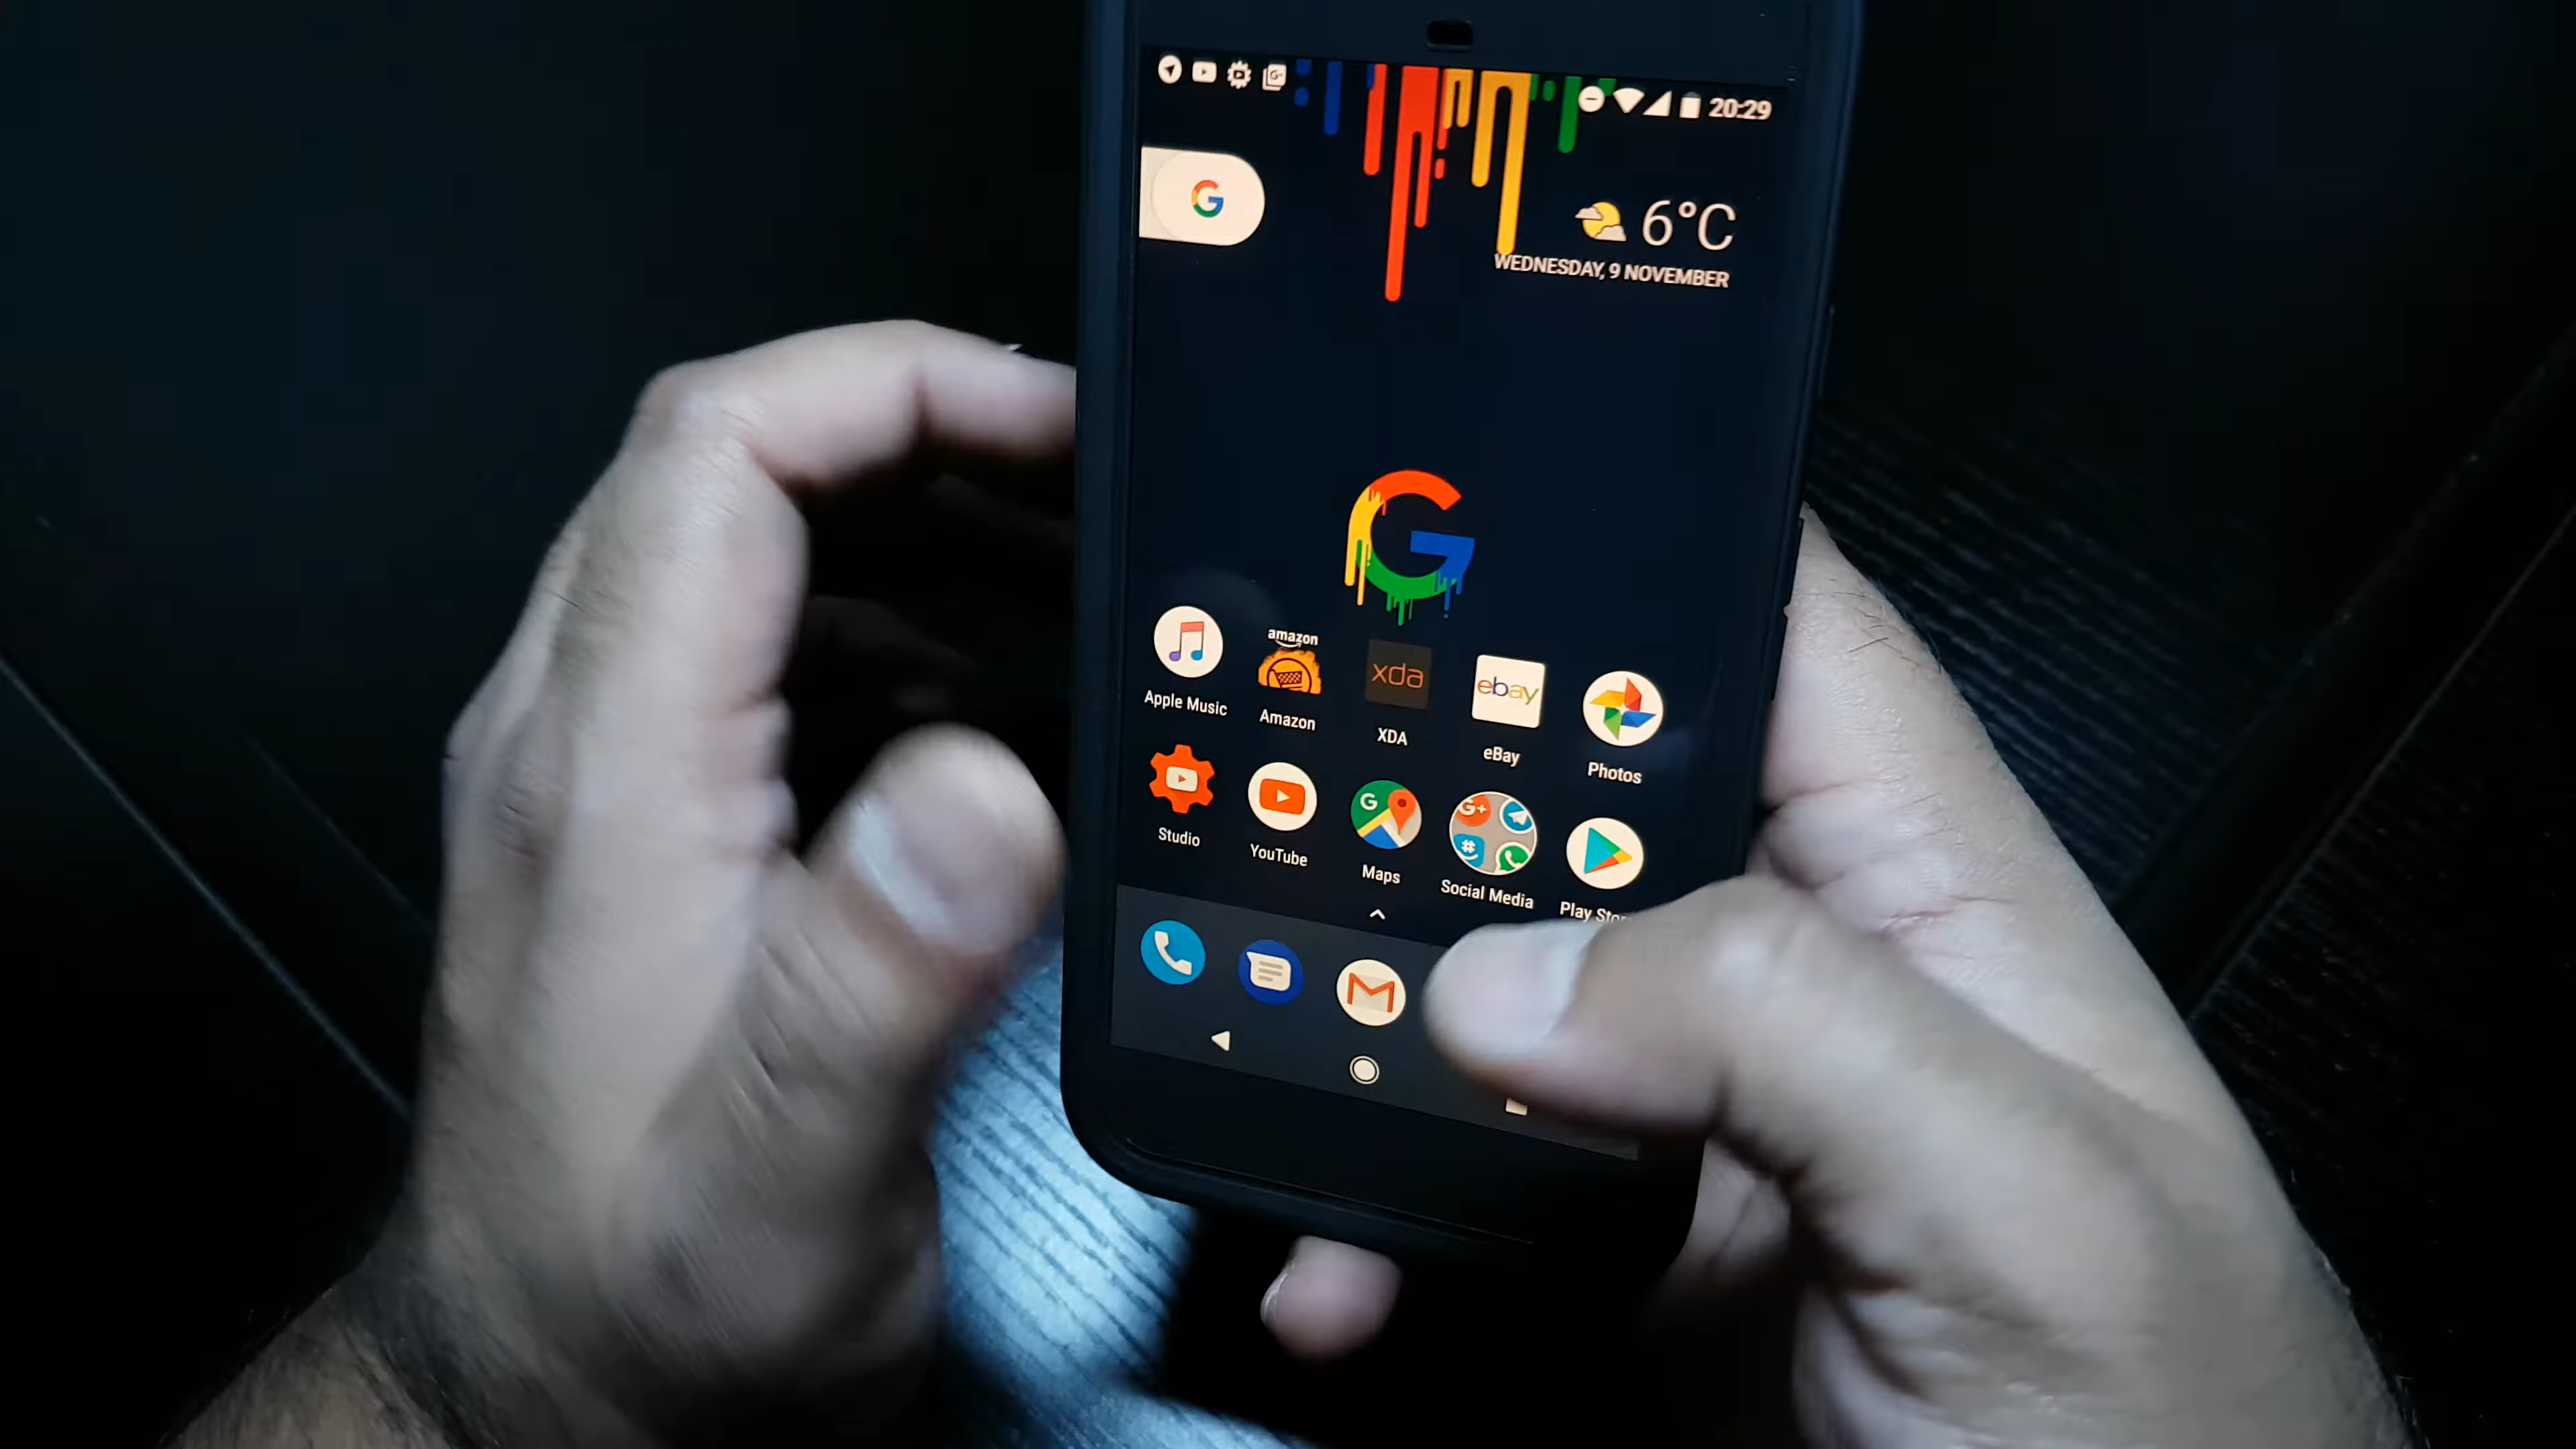 20:29
6°C
WEDNESDAY, 9 NOVEMBER
amazon
xda
ebay
Apple Music
Amazon
XDA
eBay
Photos
Studio
YouTube
Maps
Social Media
Play